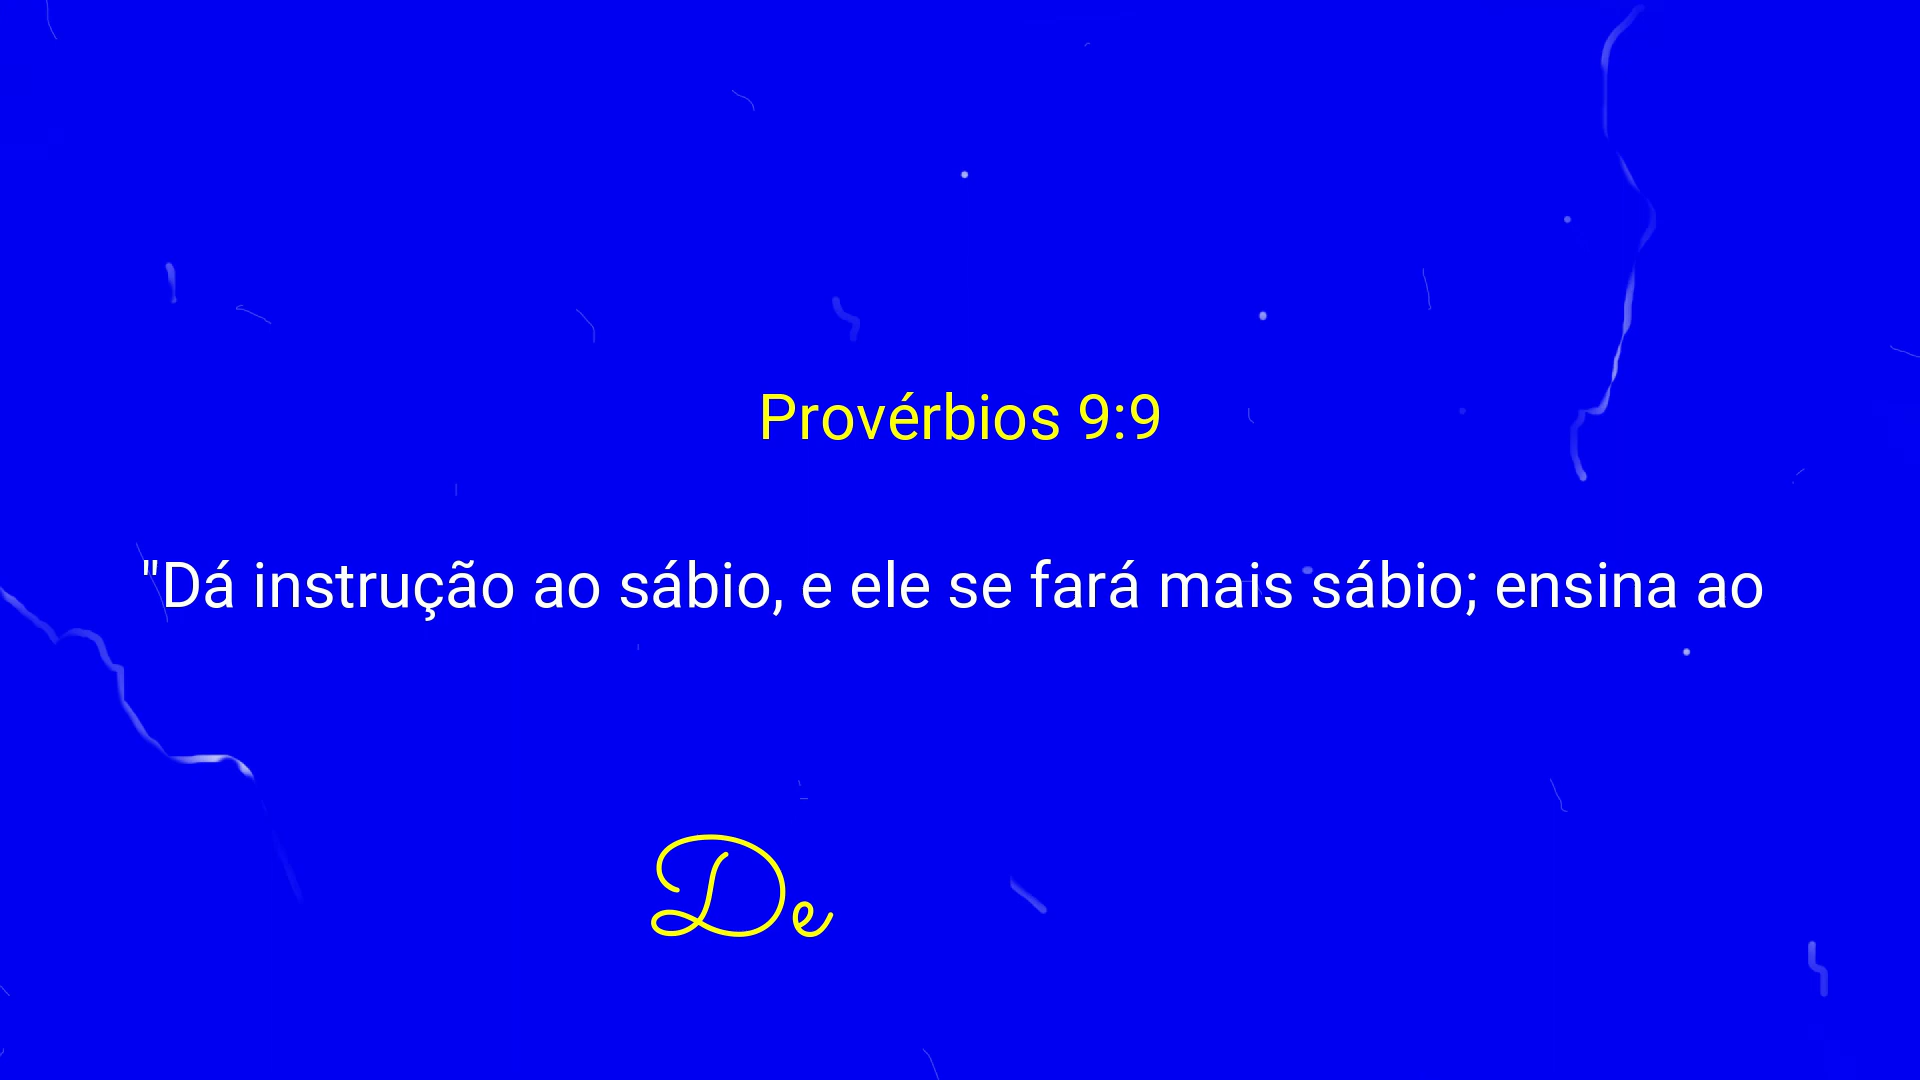 Provérbios 9:9
"Dá instrução ao sábio, e ele se fará mais sábio; ensina ao
De